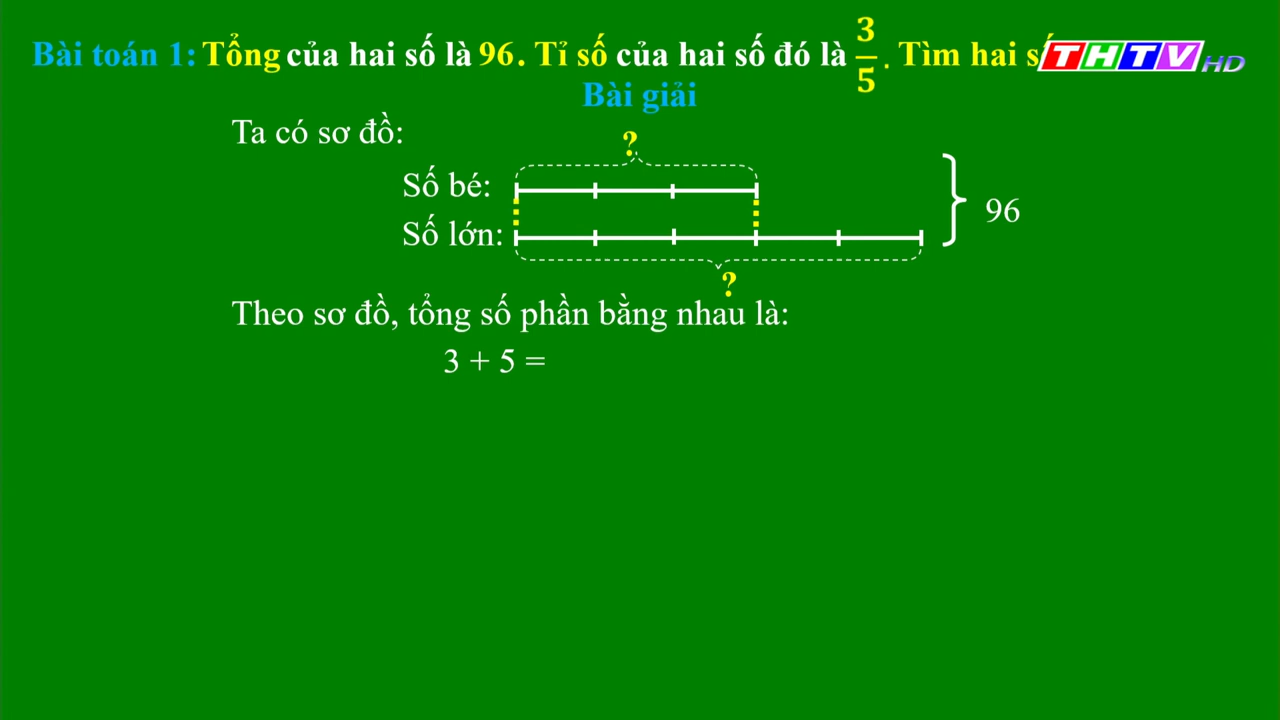 Bài toán 1: Tổng của hai số là 96. Tỉ số của hai số đó là 3/5. Tìm hai
THTV HD
Bài giải
Ta có sơ đồ:
?
Số bé:
96
Số lớn:
?
Theo sơ đồ, tổng số phần bằng nhau là:
3 + 5 =